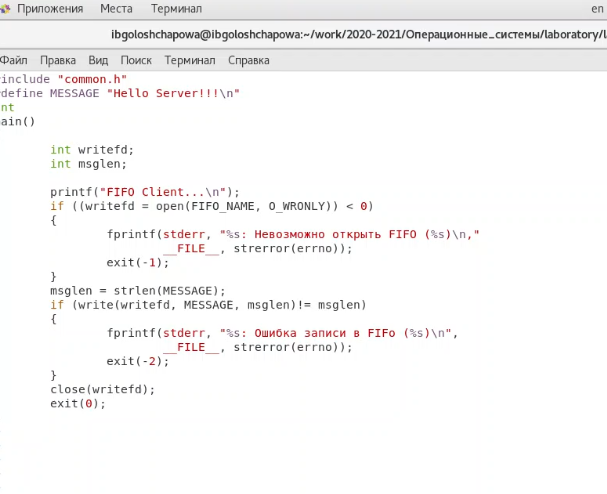 Приложения Места Терминал en
ibgoloshchapowa@ibgoloshchapowa:~/work/2020-2021/Операционные_системы/laboratory/l
Файл Правка Вид Поиск Терминал Справка
include "common.h"
define MESSAGE "Hello Server!!!\n"
nt
ain()
int writefd;
int msglen;
printf("FIFO Client...\n");
if ((writefd = open(FIFO_NAME, O_WRONLY)) < 0)
{
fprintf(stderr, "%s: Невозможно открыть FIFO (%s)\n,"
__FILE__, strerror(errno));
exit(-1);
}
msglen = strlen(MESSAGE);
if (write(writefd, MESSAGE, msglen)!= msglen)
{
fprintf(stderr, "%s: Ошибка записи в FIFo (%s)\n",
__FILE__, strerror(errno));
exit(-2);
}
close(writefd);
exit(0);